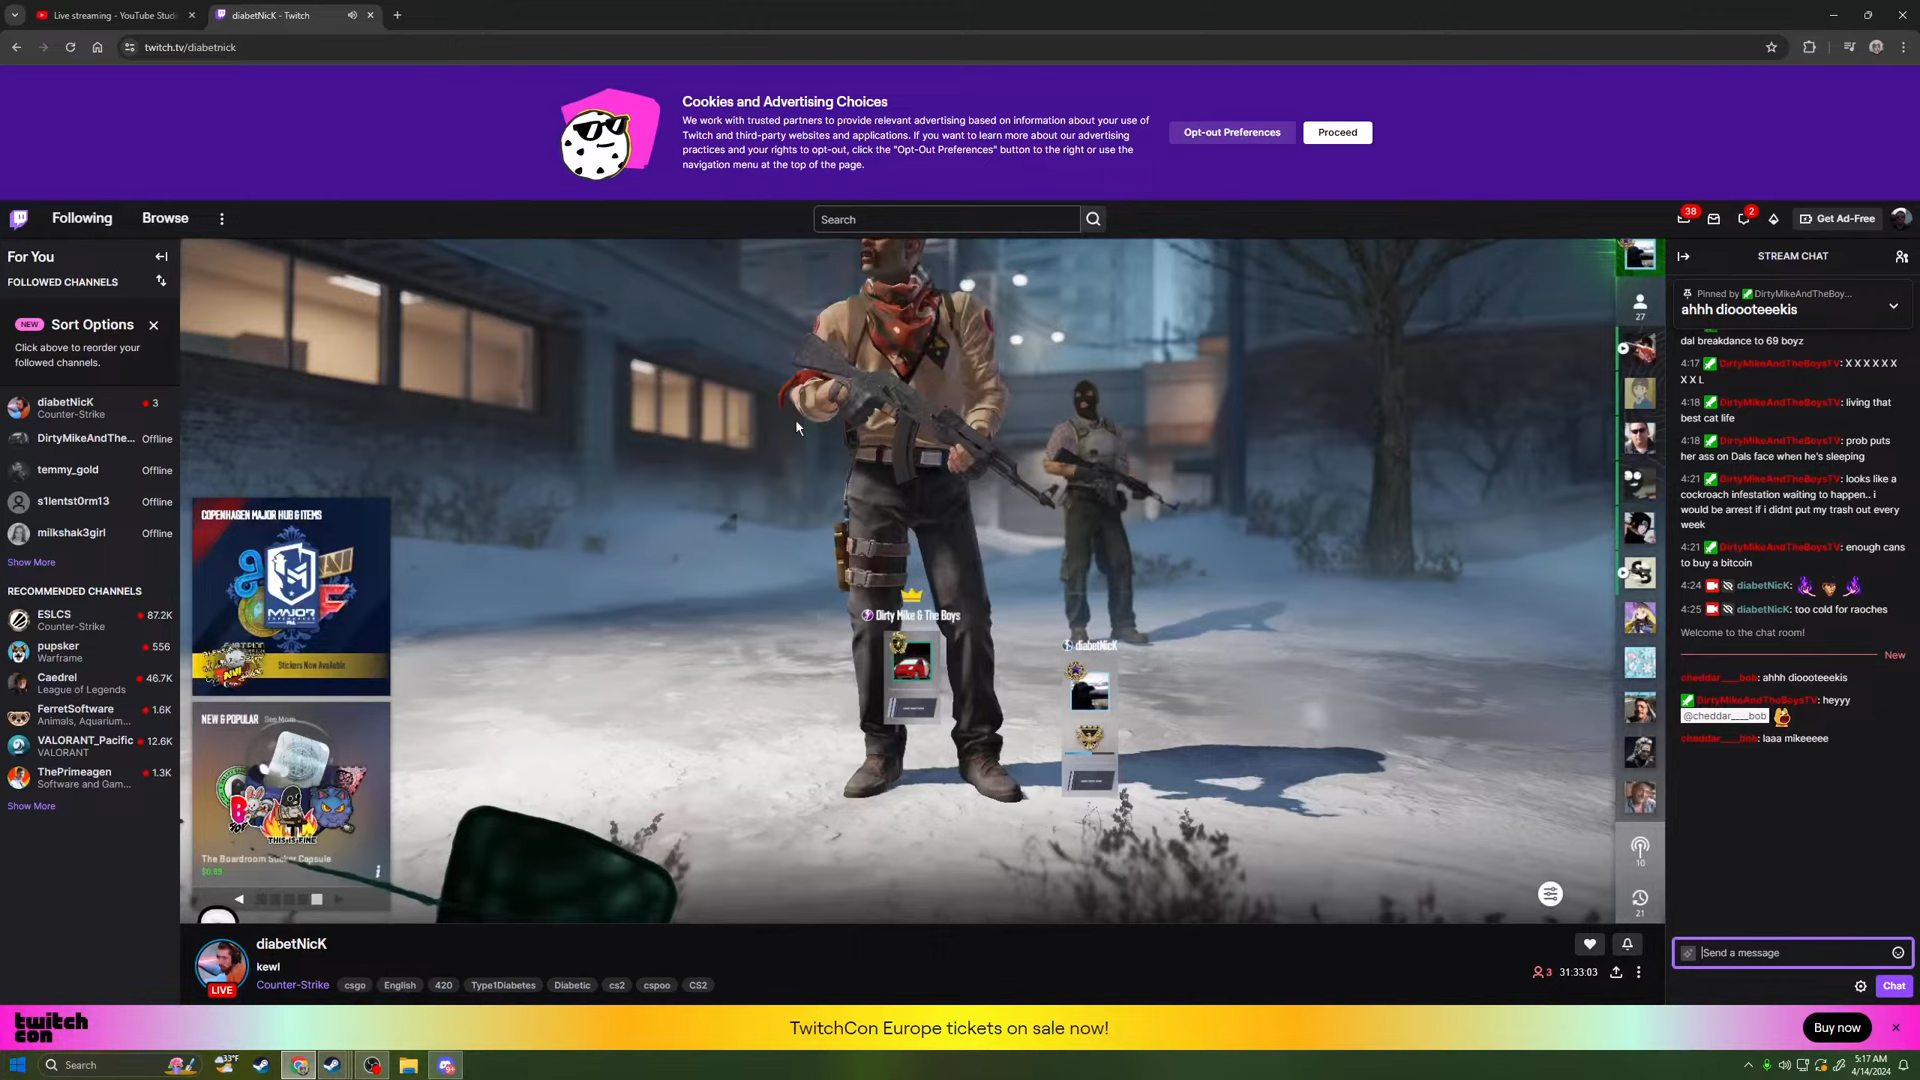 Live streaming - YouTube Studi
diabetNicK - Twitch
twitch.tv/diabetnick
Cookies and Advertising Choices
We work with trusted partners to provide relevant advertising based on information about your use of
Twitch and third-party websites and applications. If you want to learn more about our advertising
practices and your rights to opt-out, click the "Opt-Out Preferences" button to the right or use the
navigation menu at the top of the page.
Opt-out Preferences
Proceed
Following
Browse
Search
38
2
Get Ad-Free
For You
FOLLOWED CHANNELS
NEW Sort Options
Click above to reorder your
followed channels.
diabetNicK 3
Counter-Strike
DirtyMikeAndThe... Offline
temmy_gold Offline
s1lentst0rm13 Offline
milkshak3girl Offline
Show More
RECOMMENDED CHANNELS
ESLCS 87.2K
Counter-Strike
pupsker 556
Warframe
Caedrel 46.7K
League of Legends
FerretSoftware 1.6K
Animals, Aquarium...
VALORANT_Pacific 12.6K
VALORANT
ThePrimeagen 1.3K
Software and Gam...
Show More
COPENHAGEN MAJOR HUB & ITEMS
MAJOR
Stickers Now Available
NEW & POPULAR See More
THIS IS FINE
The Boardroom Sticker Capsule
Dirty Mike & The Boys
diabetNicK
27
10
21
STREAM CHAT
Pinned by DirtyMikeAndTheBoy...
ahhh dioooteeekis
dal breakdance to 69 boyz
4:17 DirtyMikeAndTheBoysTV: X X X X X X
X X L
4:18 DirtyMikeAndTheBoysTV: living that
best cat life
4:18 DirtyMikeAndTheBoysTV: prob puts
her ass on Dals face when he's sleeping
4:21 DirtyMikeAndTheBoysTV: looks like a
cockroach infestation waiting to happen.. i
would be arrest if i didnt put my trash out every
week
4:21 DirtyMikeAndTheBoysTV: enough cans
to buy a bitcoin
4:24 diabetNicK:
4:25 diabetNicK: too cold for raoches
Welcome to the chat room!
New
cheddar____bob: ahhh dioooteeekis
DirtyMikeAndTheBoysTV: heyyy
@cheddar____bob
cheddar____bob: laaa mikeeeee
Send a message
Chat
diabetNicK
kewl
LIVE
Counter-Strike csgo English 420 Type1Diabetes Diabetic cs2 cspoo CS2
3 31:33:03
twitch
con
TwitchCon Europe tickets on sale now!
Buy now
Search
33°F
5:17 AM
4/14/2024